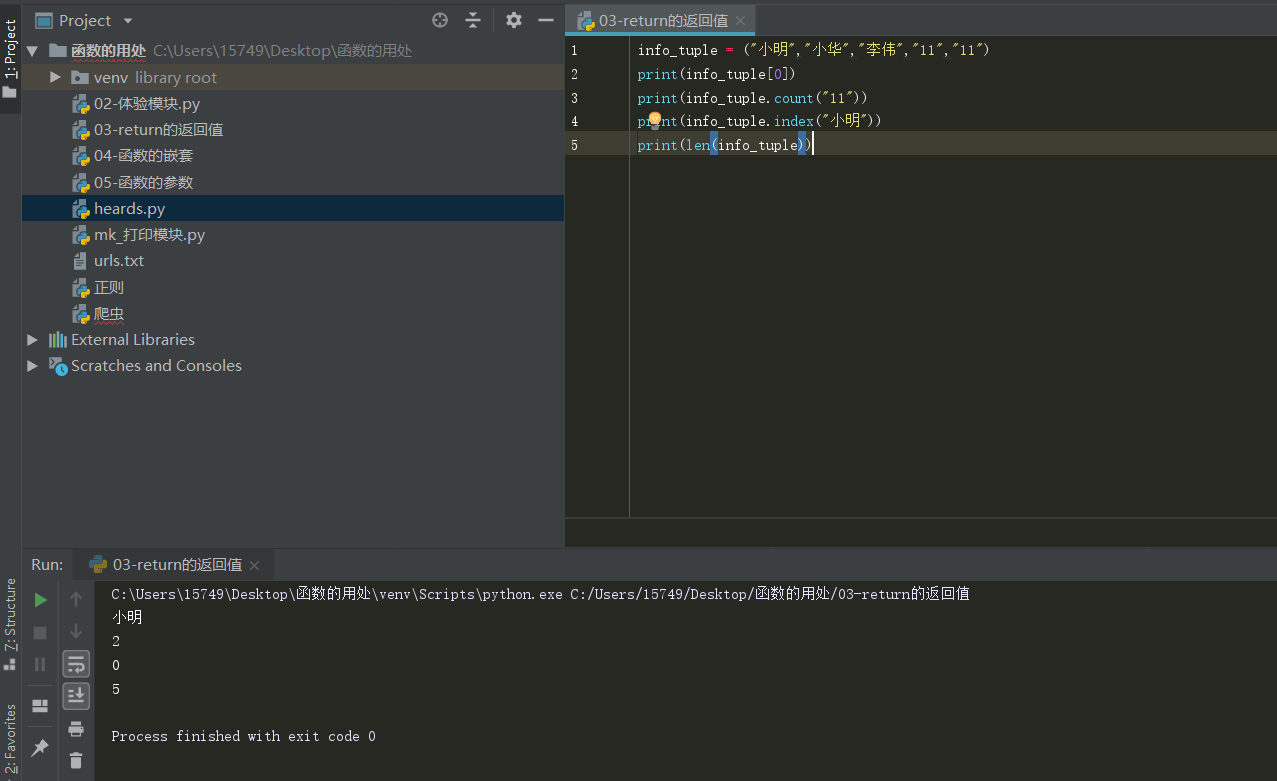 Project
03-return的返回值
1: Project
函数的用处 C:\Users\15749\Desktop\函数的用处
venv library root
02-体验模块.py
03-return的返回值
04-函数的嵌套
05-函数的参数
heards.py
mk_打印模块.py
urls.txt
正则
爬虫
External Libraries
Scratches and Consoles
1 info_tuple = ("小明","小华","李伟","11","11")
2 print(info_tuple[0])
3 print(info_tuple.count("11"))
4 print(info_tuple.index("小明"))
5 print(len(info_tuple))
Run: 03-return的返回值
7: Structure
2: Favorites
C:\Users\15749\Desktop\函数的用处\venv\Scripts\python.exe C:/Users/15749/Desktop/函数的用处/03-return的返回值
小明
2
0
5
Process finished with exit code 0